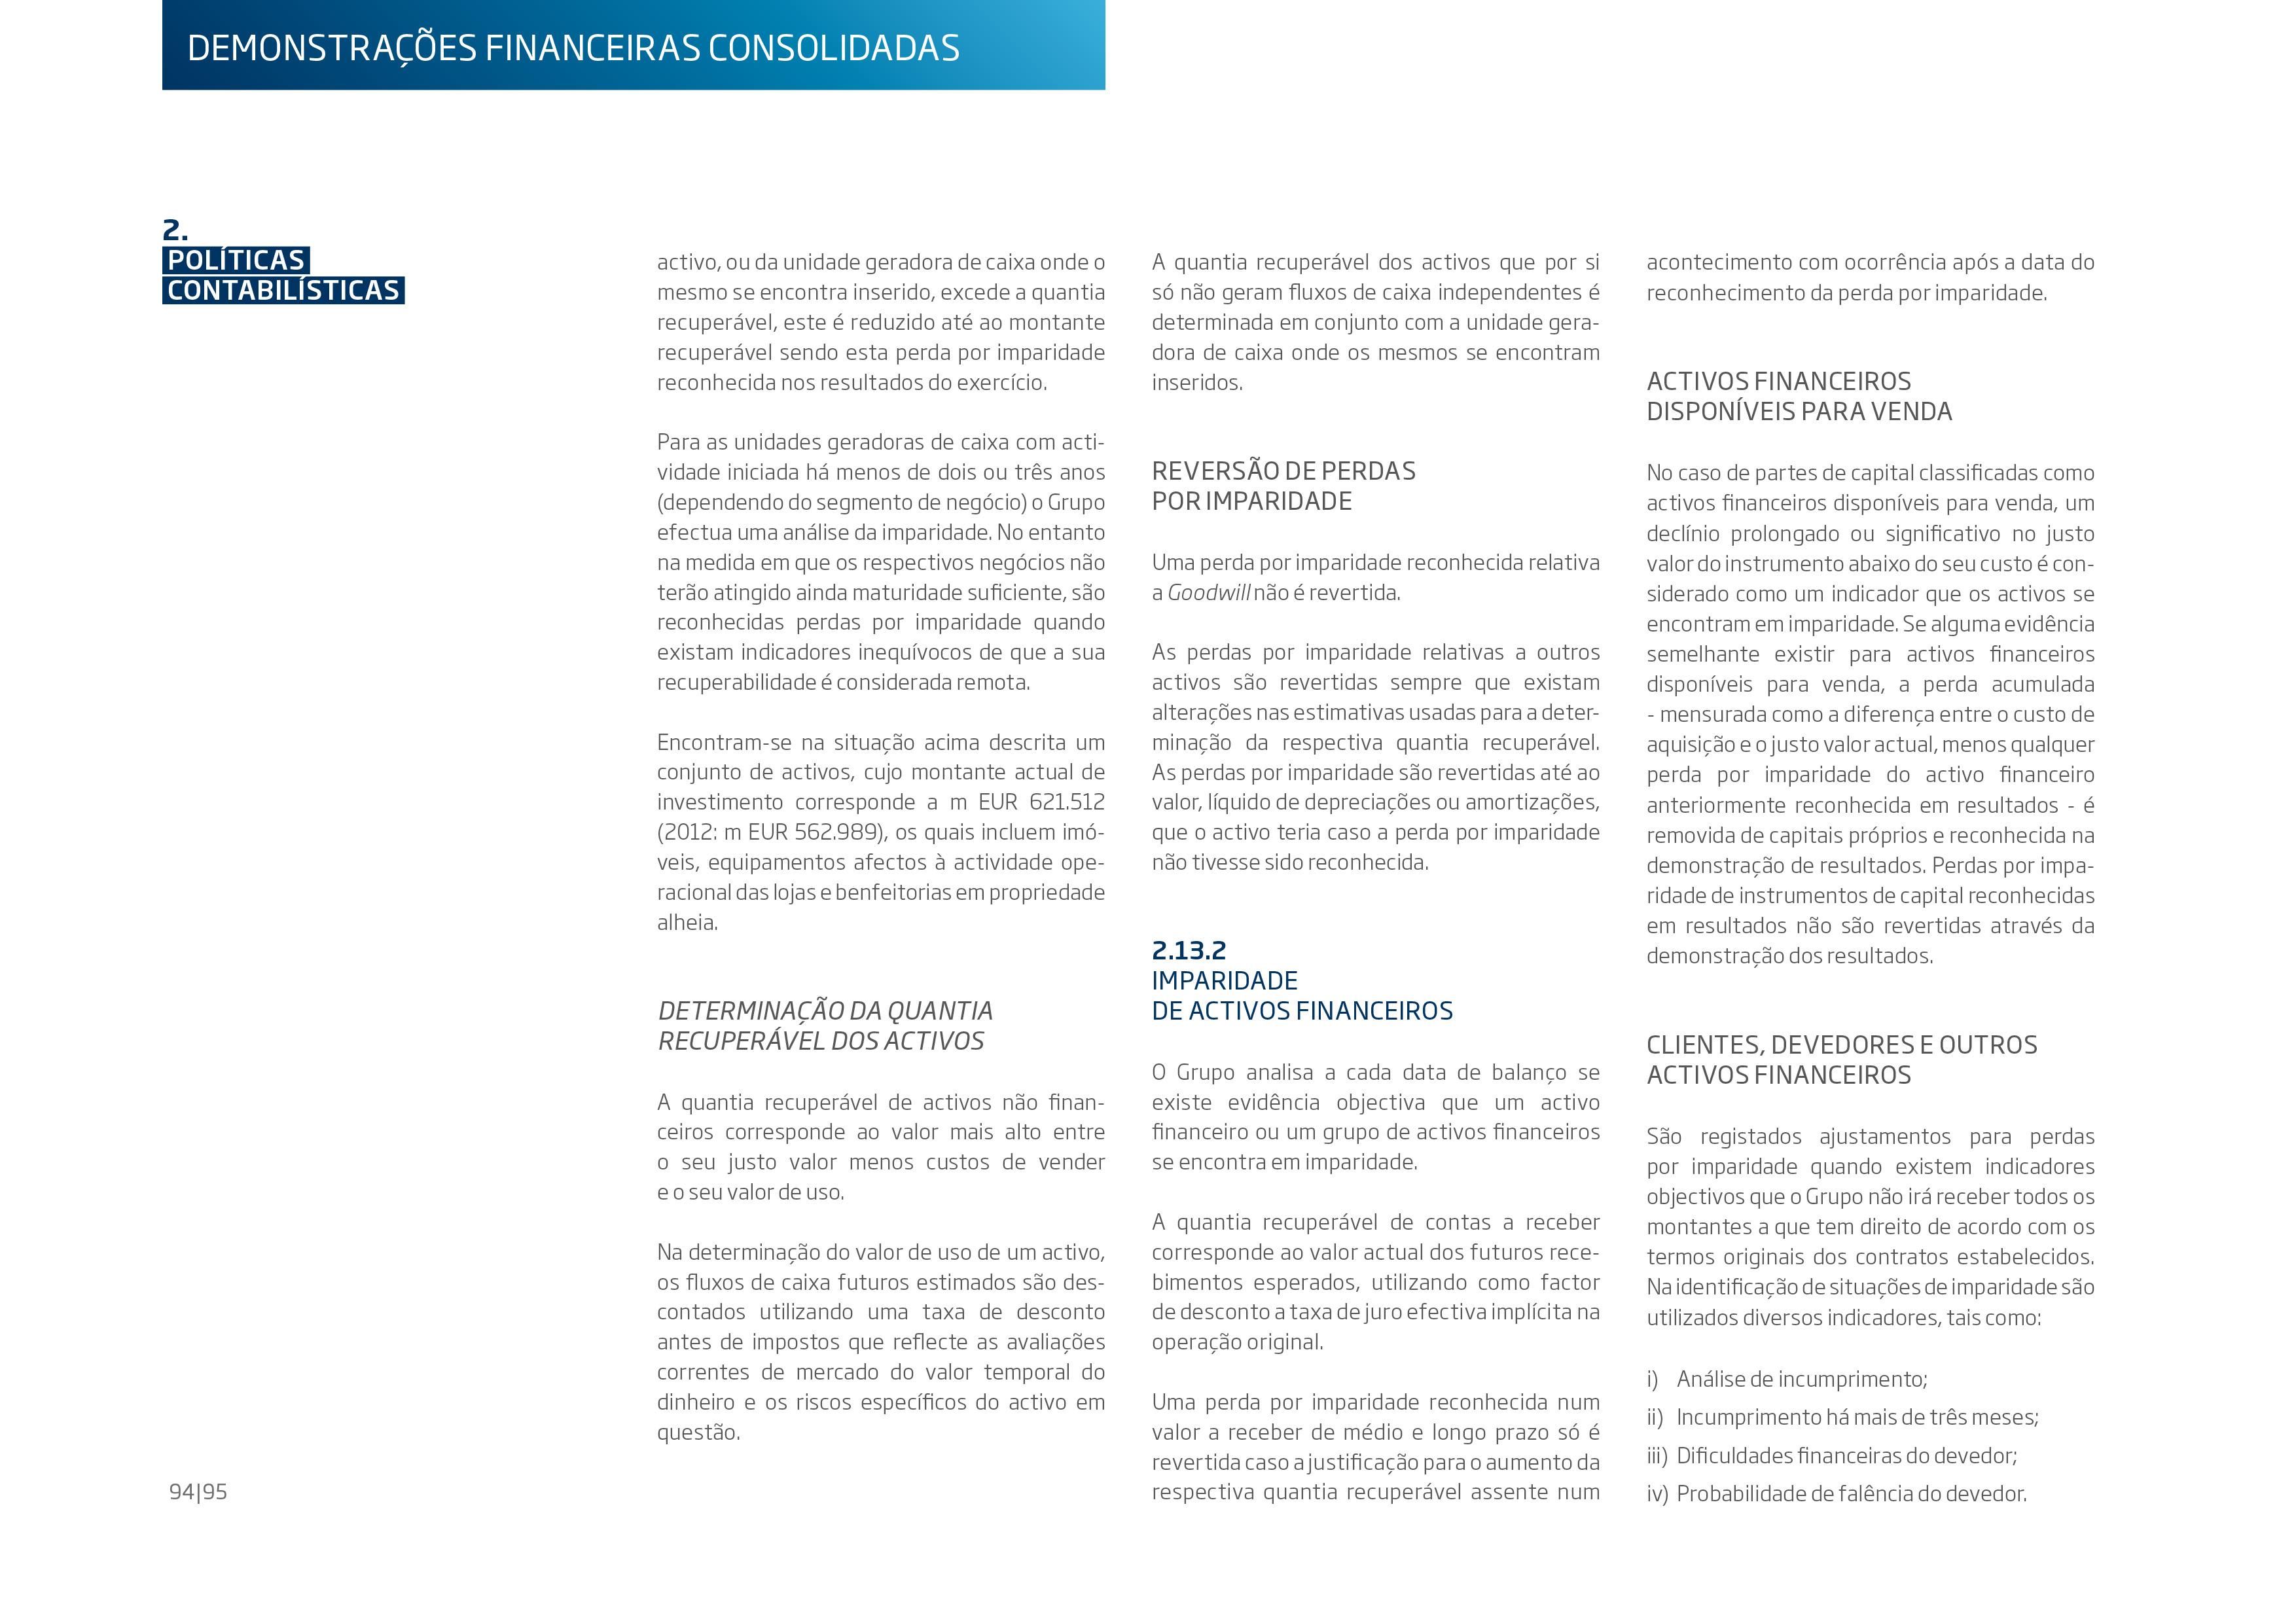 DEMONSTRAÇÕES FINANCEIRAS CONSOLIDADAS
2.
POLÍTICAS
CONTABILÍSTICAS
activo, ou da unidade geradora de caixa onde o
mesmo se encontra inserido, excede a quantia
recuperável, este é reduzido até ao montante
recuperável sendo esta perda por imparidade
reconhecida nos resultados do exercício.
Para as unidades geradoras de caixa com acti-
vidade iniciada há menos de dois ou três anos
(dependendo do segmento de negócio) o Grupo
efectua uma análise da imparidade. No entanto
na medida em que os respectivos negócios não
terão atingido ainda maturidade suficiente, são
reconhecidas perdas por imparidade quando
existam indicadores inequívocos de que a sua
recuperabilidade é considerada remota.
Encontram-se na situação acima descrita um
conjunto de activos, cujo montante actual de
investimento corresponde a m EUR 621.512
(2012: m EUR 562.989), os quais incluem imó-
veis, equipamentos afectos à actividade ope-
racional das lojas e benfeitorias em propriedade
alheia.
DETERMINAÇÃO DA QUANTIA
RECUPERÁVEL DOS ACTIVOS
A quantia recuperável de activos não finan-
ceiros corresponde ao valor mais alto entre
o seu justo valor menos custos de vender
e o seu valor de uso.
Na determinação do valor de uso de um activo,
os fluxos de caixa futuros estimados são des-
contados utilizando uma taxa de desconto
antes de impostos que reflecte as avaliações
correntes de mercado do valor temporal do
dinheiro e os riscos específicos do activo em
questão.
A quantia recuperável dos activos que por si
só não geram fluxos de caixa independentes é
determinada em conjunto com a unidade gera-
dora de caixa onde os mesmos se encontram
inseridos.
REVERSÃO DE PERDAS
POR IMPARIDADE
Uma perda por imparidade reconhecida relativa
a Goodwill não é revertida.
As perdas por imparidade relativas a outros
activos são revertidas sempre que existam
alterações nas estimativas usadas para a deter-
minação da respectiva quantia recuperável.
As perdas por imparidade são revertidas até ao
valor, líquido de depreciações ou amortizações,
que o activo teria caso a perda por imparidade
não tivesse sido reconhecida.
2.13.2
IMPARIDADE
DE ACTIVOS FINANCEIROS
O Grupo analisa a cada data de balanço se
existe evidência objectiva que um activo
financeiro ou um grupo de activos financeiros
se encontra em imparidade.
A quantia recuperável de contas a receber
corresponde ao valor actual dos futuros rece-
bimentos esperados, utilizando como factor
de desconto a taxa de juro efectiva implícita na
operação original.
Uma perda por imparidade reconhecida num
valor a receber de médio e longo prazo só é
revertida caso a justificação para o aumento da
respectiva quantia recuperável assente num
acontecimento com ocorrência após a data do
reconhecimento da perda por imparidade.
ACTIVOS FINANCEIROS
DISPONÍVEIS PARA VENDA
No caso de partes de capital classificadas como
activos financeiros disponíveis para venda, um
declínio prolongado ou significativo no justo
valor do instrumento abaixo do seu custo é con-
siderado como um indicador que os activos se
encontram em imparidade. Se alguma evidência
semelhante existir para activos financeiros
disponíveis para venda, a perda acumulada
- mensurada como a diferença entre o custo de
aquisição e o justo valor actual, menos qualquer
perda por imparidade do activo financeiro
anteriormente reconhecida em resultados - é
removida de capitais próprios e reconhecida na
demonstração de resultados. Perdas por impa-
ridade de instrumentos de capital reconhecidas
em resultados não são revertidas através da
demonstração dos resultados.
CLIENTES, DEVEDORES E OUTROS
ACTIVOS FINANCEIROS
São registados ajustamentos para perdas
por imparidade quando existem indicadores
objectivos que o Grupo não irá receber todos os
montantes a que tem direito de acordo com os
termos originais dos contratos estabelecidos.
Na identificação de situações de imparidade são
utilizados diversos indicadores, tais como:
i) Análise de incumprimento;
ii) Incumprimento há mais de três meses;
iii) Dificuldades financeiras do devedor;
iv) Probabilidade de falência do devedor.
94|95